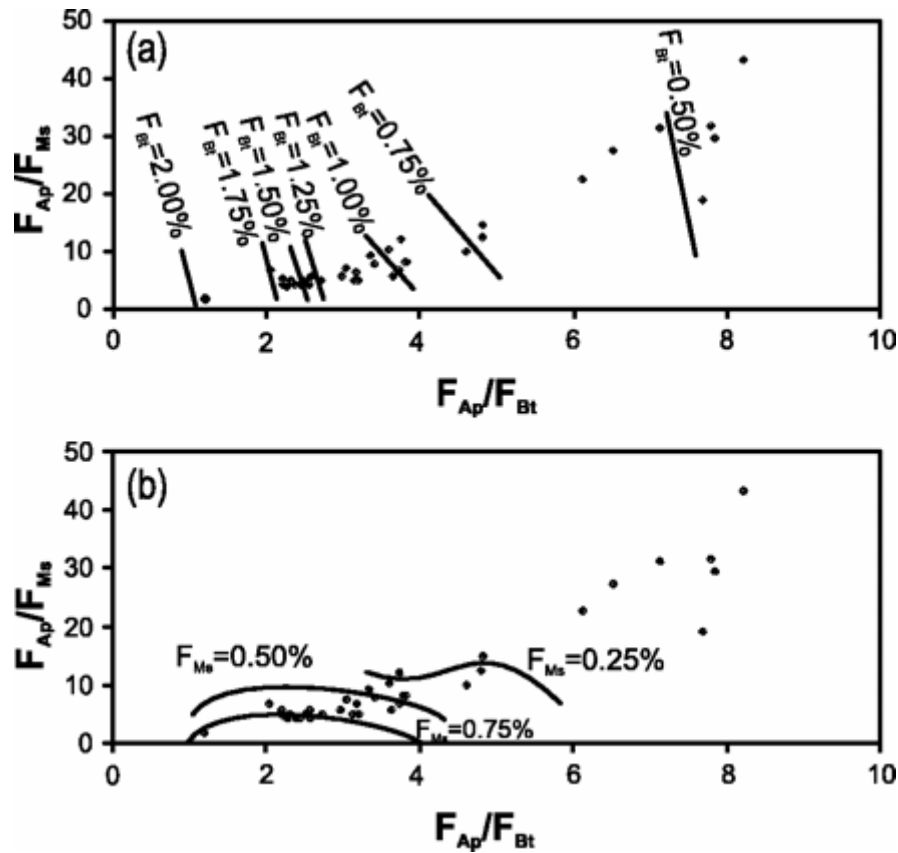 (a)
50
40
30
20
10
0
F_Ap/F_Ms
F_Bt=2.00%
F_Bt=1.75%
F_Bt=1.50%
F_Bt=1.25%
F_Bt=1.00%
F_Bt=0.75%
F_Bt=0.50%
0 2 4 6 8 10
F_Ap/F_Bt
(b)
50
40
30
20
10
0
F_Ap/F_Ms
F_Ms=0.50%
F_Ms=0.25%
F_Ms=0.75%
0 2 4 6 8 10
F_Ap/F_Bt